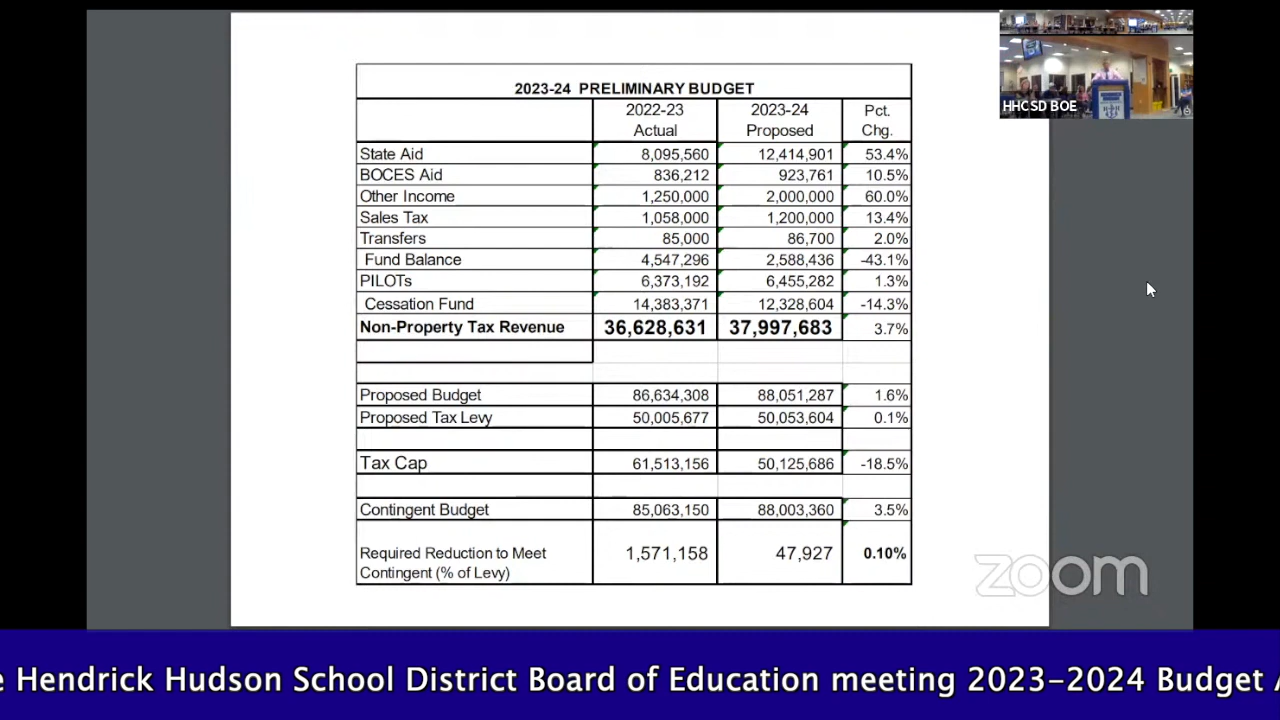 HHCSD BOE
2023-24 PRELIMINARY BUDGET
2022-23 Actual 2023-24 Proposed Pct. Chg.
State Aid 8,095,560 12,414,901 53.4%
BOCES Aid 836,212 923,761 10.5%
Other Income 1,250,000 2,000,000 60.0%
Sales Tax 1,058,000 1,200,000 13.4%
Transfers 85,000 86,700 2.0%
Fund Balance 4,547,296 2,588,436 -43.1%
PILOTs 6,373,192 6,455,282 1.3%
Cessation Fund 14,383,371 12,328,604 -14.3%
Non-Property Tax Revenue 36,628,631 37,997,683 3.7%
Proposed Budget 86,634,308 88,051,287 1.6%
Proposed Tax Levy 50,005,677 50,053,604 0.1%
Tax Cap 61,513,156 50,125,686 -18.5%
Contingent Budget 85,063,150 88,003,360 3.5%
Required Reduction to Meet Contingent (% of Levy) 1,571,158 47,927 0.10%
zoom
e Hendrick Hudson School District Board of Education meeting 2023-2024 Budget A